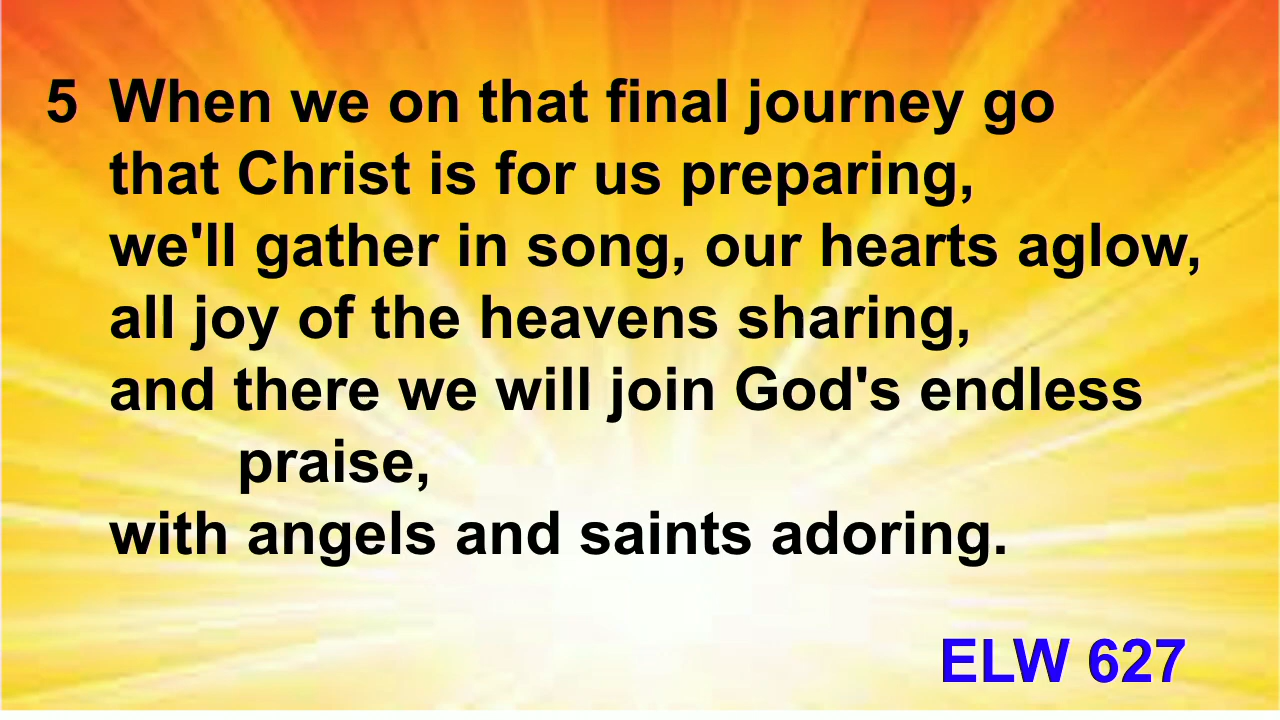 5 When we on that final journey go
that Christ is for us preparing,
we'll gather in song, our hearts aglow,
all joy of the heavens sharing,
and there we will join God's endless
praise,
with angels and saints adoring.
ELW 627